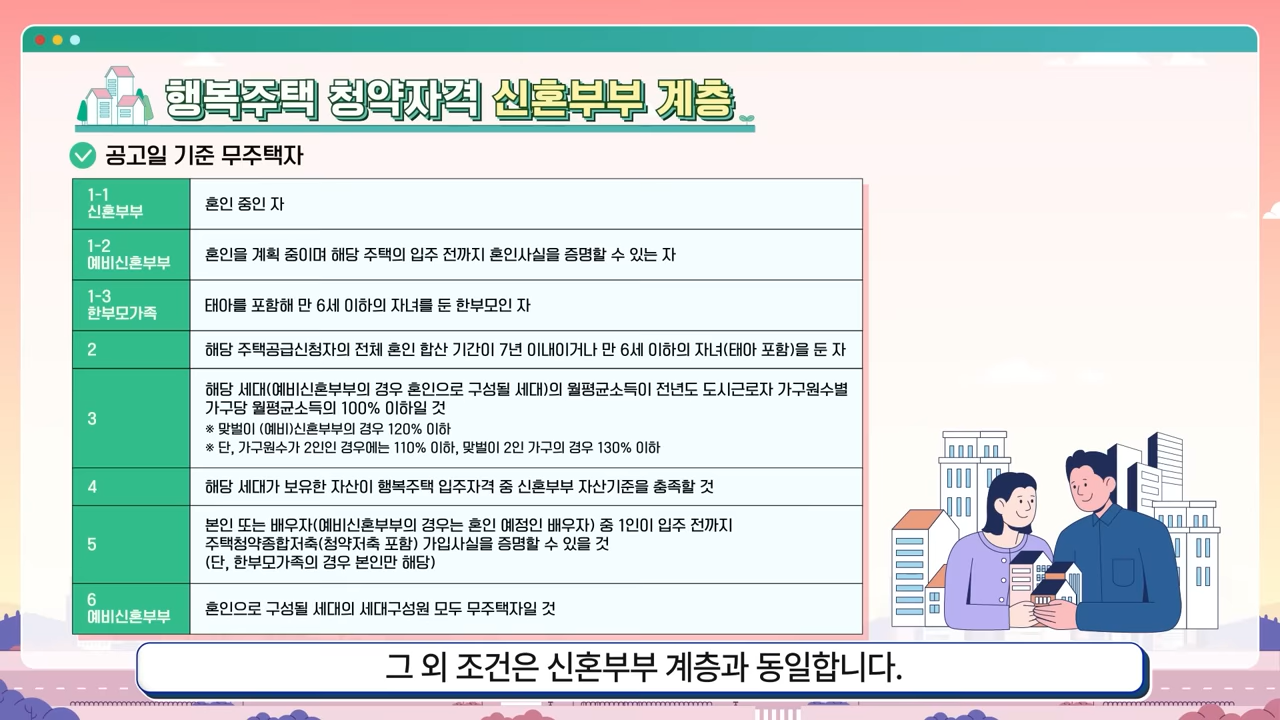 행복주택 청약자격 신혼부부 계층
공고일 기준 무주택자
1-1
신혼부부
혼인 중인 자
1-2
예비신혼부부
혼인을 계획 중이며 해당 주택의 입주 전까지 혼인사실을 증명할 수 있는 자
1-3
한부모가족
태아를 포함해 만 6세 이하의 자녀를 둔 한부모인 자
2
해당 주택공급신청자의 전체 혼인 합산 기간이 7년 이내이거나 만 6세 이하의 자녀(태아 포함)을 둔 자
3
해당 세대(예비신혼부부의 경우 혼인으로 구성될 세대)의 월평균소득이 전년도 도시근로자 가구원수별
가구당 월평균소득의 100% 이하일 것
※ 맞벌이 (예비)신혼부부의 경우 120% 이하
※ 단, 가구원수가 2인인 경우에는 110% 이하, 맞벌이 2인 가구의 경우 130% 이하
4
해당 세대가 보유한 자산이 행복주택 입주자격 중 신혼부부 자산기준을 충족할 것
5
본인 또는 배우자(예비신혼부부의 경우는 혼인 예정인 배우자) 중 1인이 입주 전까지
주택청약종합저축(청약저축 포함) 가입사실을 증명할 수 있을 것
(단, 한부모가족의 경우 본인만 해당)
6
예비신혼부부
혼인으로 구성될 세대의 세대구성원 모두 무주택자일 것
그 외 조건은 신혼부부 계층과 동일합니다.